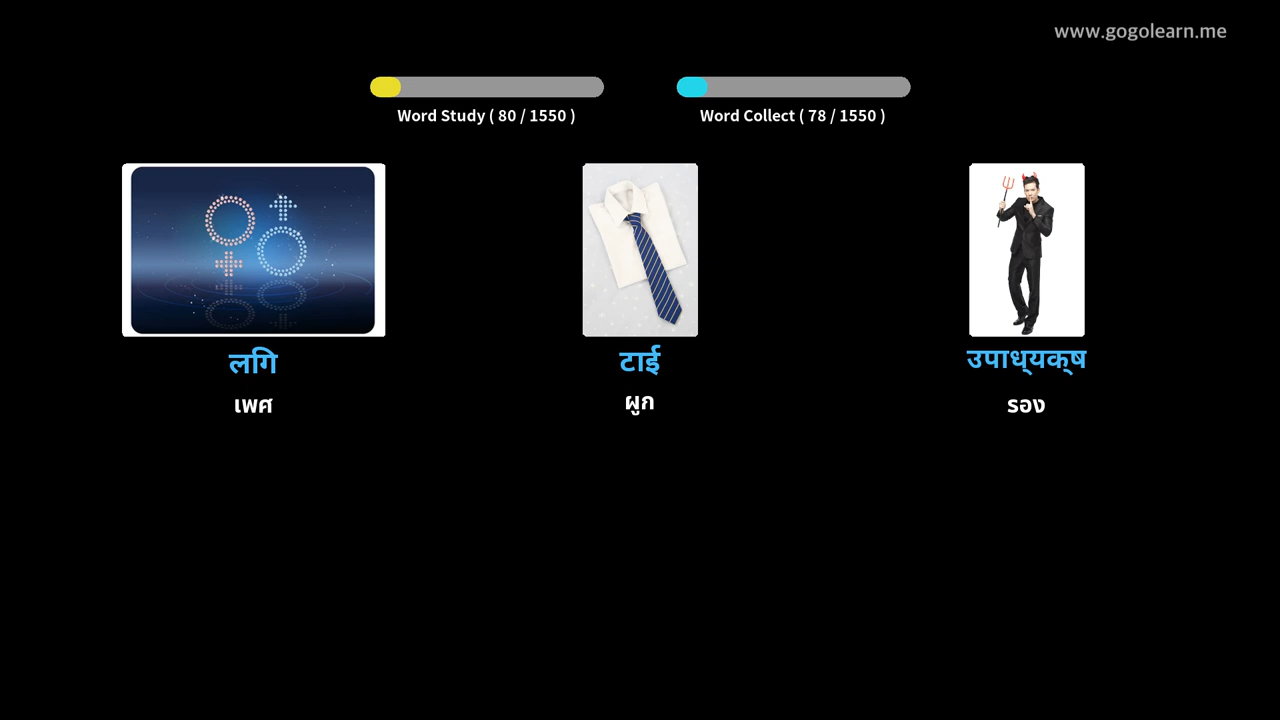 www.gogolearn.me
Word Study ( 80 / 1550 )
Word Collect ( 78 / 1550 )
लगि
टाई
उपाध्यक्ष
เพศ
ผูก
รอง